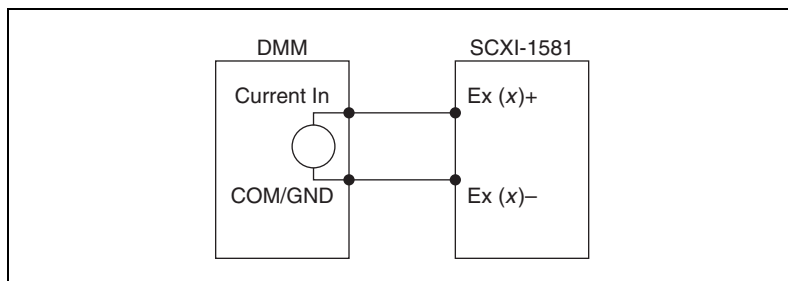 DMM SCXI-1581
Current In Ex (x)+
COM/GND Ex (x)–